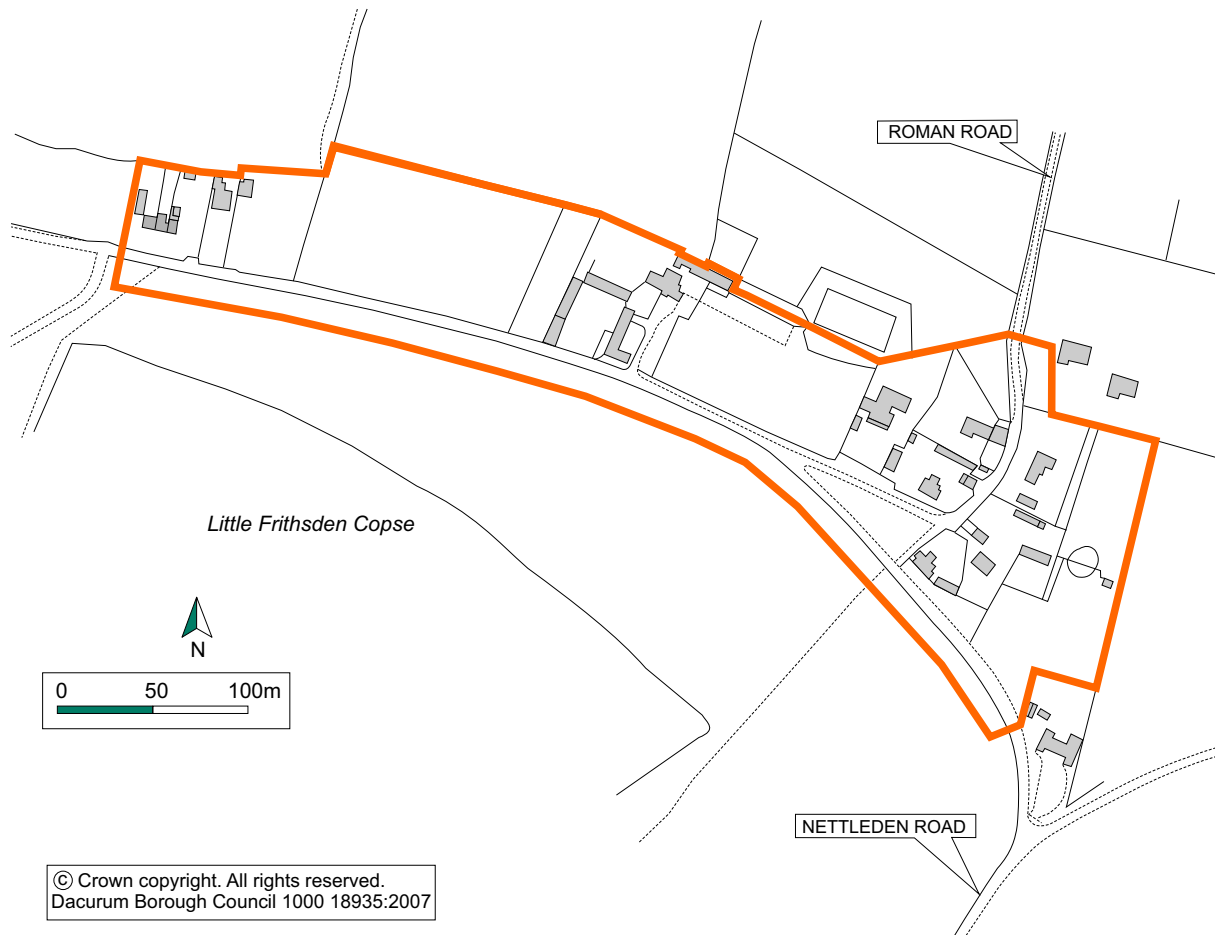 ROMAN ROAD
Little Frithsden Copse
N
0 50 100m
NETTLEDEN ROAD
© Crown copyright. All rights reserved.
Dacurum Borough Council 1000 18935:2007